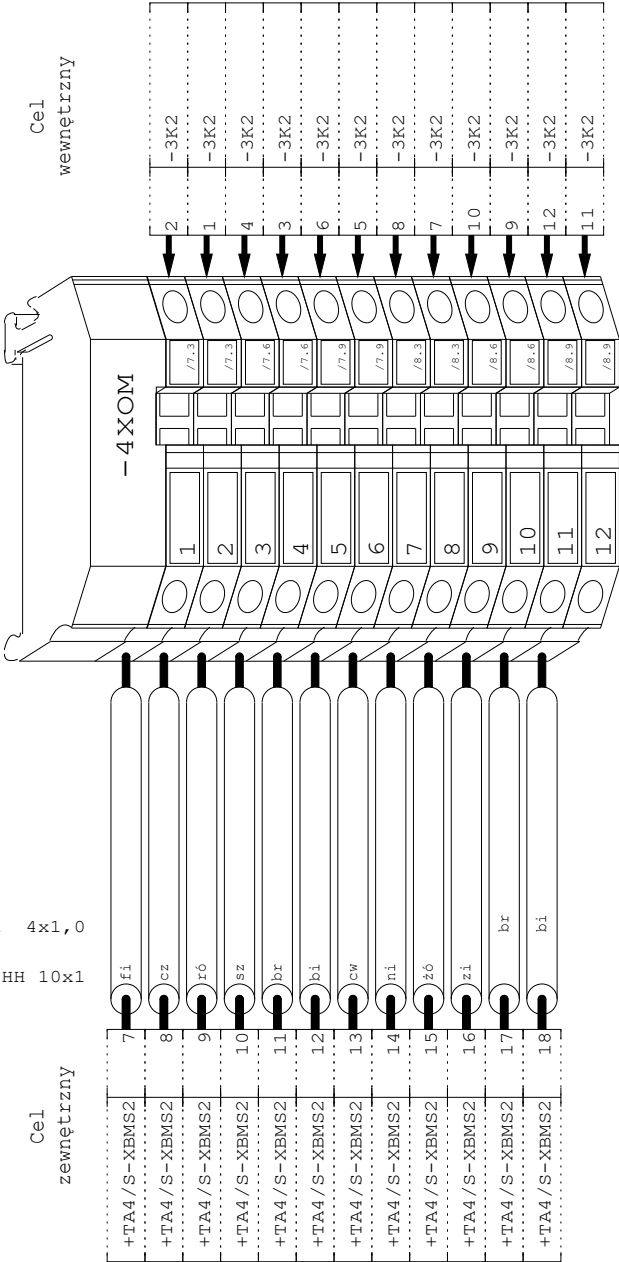 Cel
wewnętrzny
-3K2
-3K2
-3K2
-3K2
-3K2
-3K2
-3K2
-3K2
-3K2
-3K2
-3K2
-3K2
2
1
4
3
6
5
8
7
10
9
12
11
/7.3
/7.3
/7.6
/7.6
/7.9
/7.9
/8.3
/8.3
/8.6
/8.6
/8.9
/8.9
-4XOM
1
2
3
4
5
6
7
8
9
10
11
12
4x1,0
br
bi
HH 10x1
fi
cz
ró
sz
br
bi
cw
ni
żó
zi
7
8
9
10
11
12
13
14
15
16
17
18
Cel
zewnętrzny
+TA4/S-XBMS2
+TA4/S-XBMS2
+TA4/S-XBMS2
+TA4/S-XBMS2
+TA4/S-XBMS2
+TA4/S-XBMS2
+TA4/S-XBMS2
+TA4/S-XBMS2
+TA4/S-XBMS2
+TA4/S-XBMS2
+TA4/S-XBMS2
+TA4/S-XBMS2